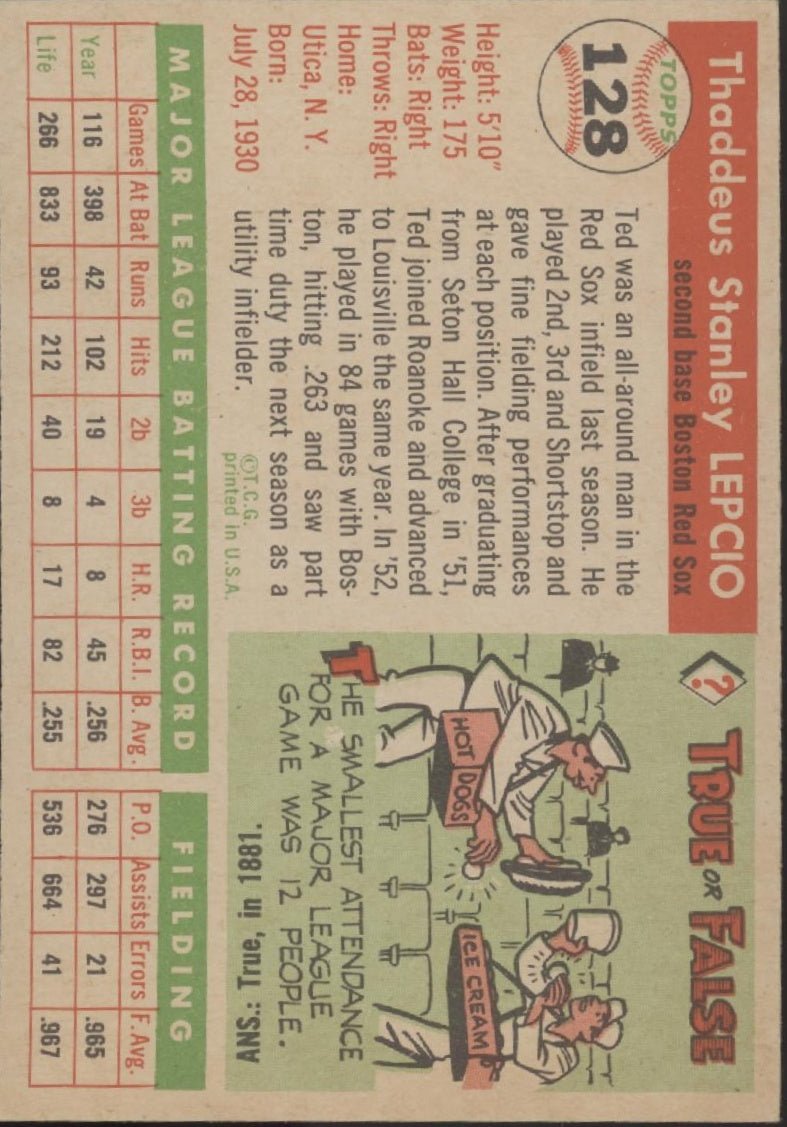 Thaddeus Stanley LEPCIO
second base Boston Red Sox
TOPPS
128
Height: 5'10"
Weight: 175
Bats: Right
Throws: Right
Home:
Utica, N. Y.
Born:
July 28, 1930
Ted was an all-around man in the
Red Sox infield last season. He
played 2nd, 3rd and Shortstop and
gave fine fielding performances
at each position. After graduating
from Seton Hall College in '51,
Ted joined Roanoke and advanced
to Louisville the same year. In '52,
he played in 84 games with Bos-
ton, hitting .263 and saw part
time duty the next season as a
utility infielder.
©T.C.G.
printed in U.S.A.
?
TRUE OR FALSE
HOT DOGS
ICE CREAM
THE SMALLEST ATTENDANCE
FOR A MAJOR LEAGUE
GAME WAS 12 PEOPLE.
ANS.: True, in 1881.
MAJOR LEAGUE BATTING RECORD
Games At Bat Runs Hits 2b 3b H.R. R.B.I. B. Avg.
Year 116 398 42 102 19 4 8 45 .256
Life 266 833 93 212 40 8 17 82 .255
FIELDING
P.O. Assists Errors F. Avg.
276 297 21 .965
536 664 41 .967